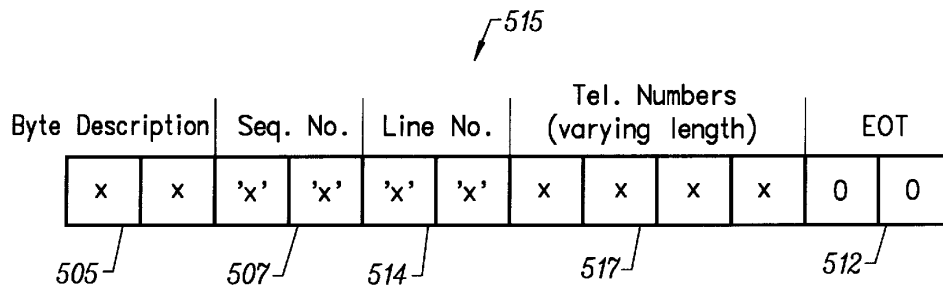 515
Tel. Numbers
Byte Description Seq. No. Line No. (varying length) EOT
x x 'x' 'x' 'x' 'x' x x x x 0 0
505 507 514 517 512